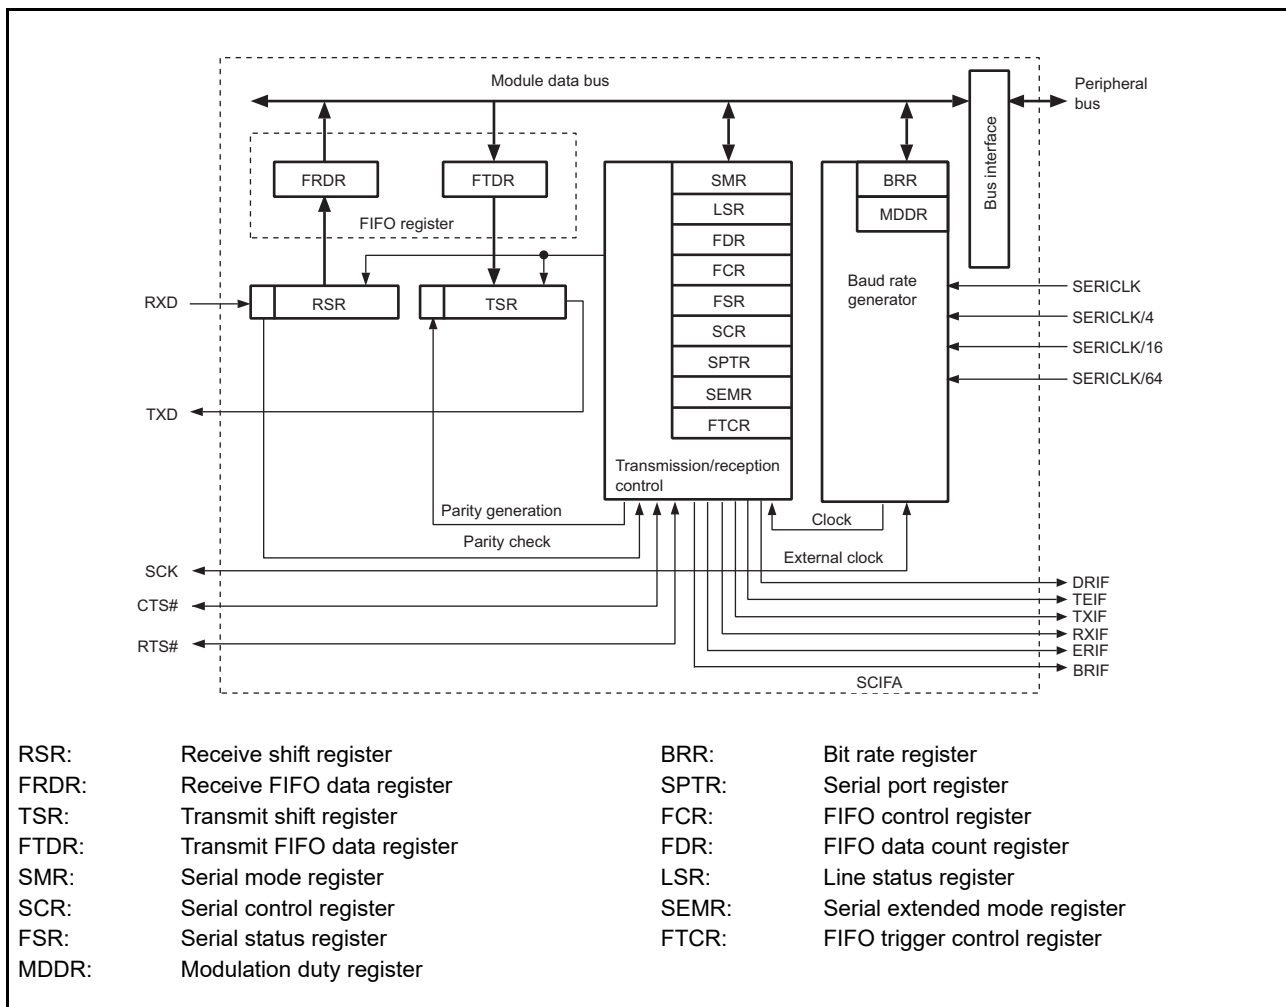 Module data bus
Peripheral
bus
Bus interface
FRDR
FTDR
FIFO register
SMR
LSR
FDR
FCR
FSR
SCR
SPTR
SEMR
FTCR
Transmission/reception
control
BRR
MDDR
Baud rate
generator
RXD
RSR
TSR
TXD
SERICLK
SERICLK/4
SERICLK/16
SERICLK/64
Parity generation
Parity check
Clock
External clock
SCK
CTS#
RTS#
DRIF
TEIF
TXIF
RXIF
ERIF
BRIF
SCIFA
RSR: Receive shift register
FRDR: Receive FIFO data register
TSR: Transmit shift register
FTDR: Transmit FIFO data register
SMR: Serial mode register
SCR: Serial control register
FSR: Serial status register
MDDR: Modulation duty register
BRR: Bit rate register
SPTR: Serial port register
FCR: FIFO control register
FDR: FIFO data count register
LSR: Line status register
SEMR: Serial extended mode register
FTCR: FIFO trigger control register